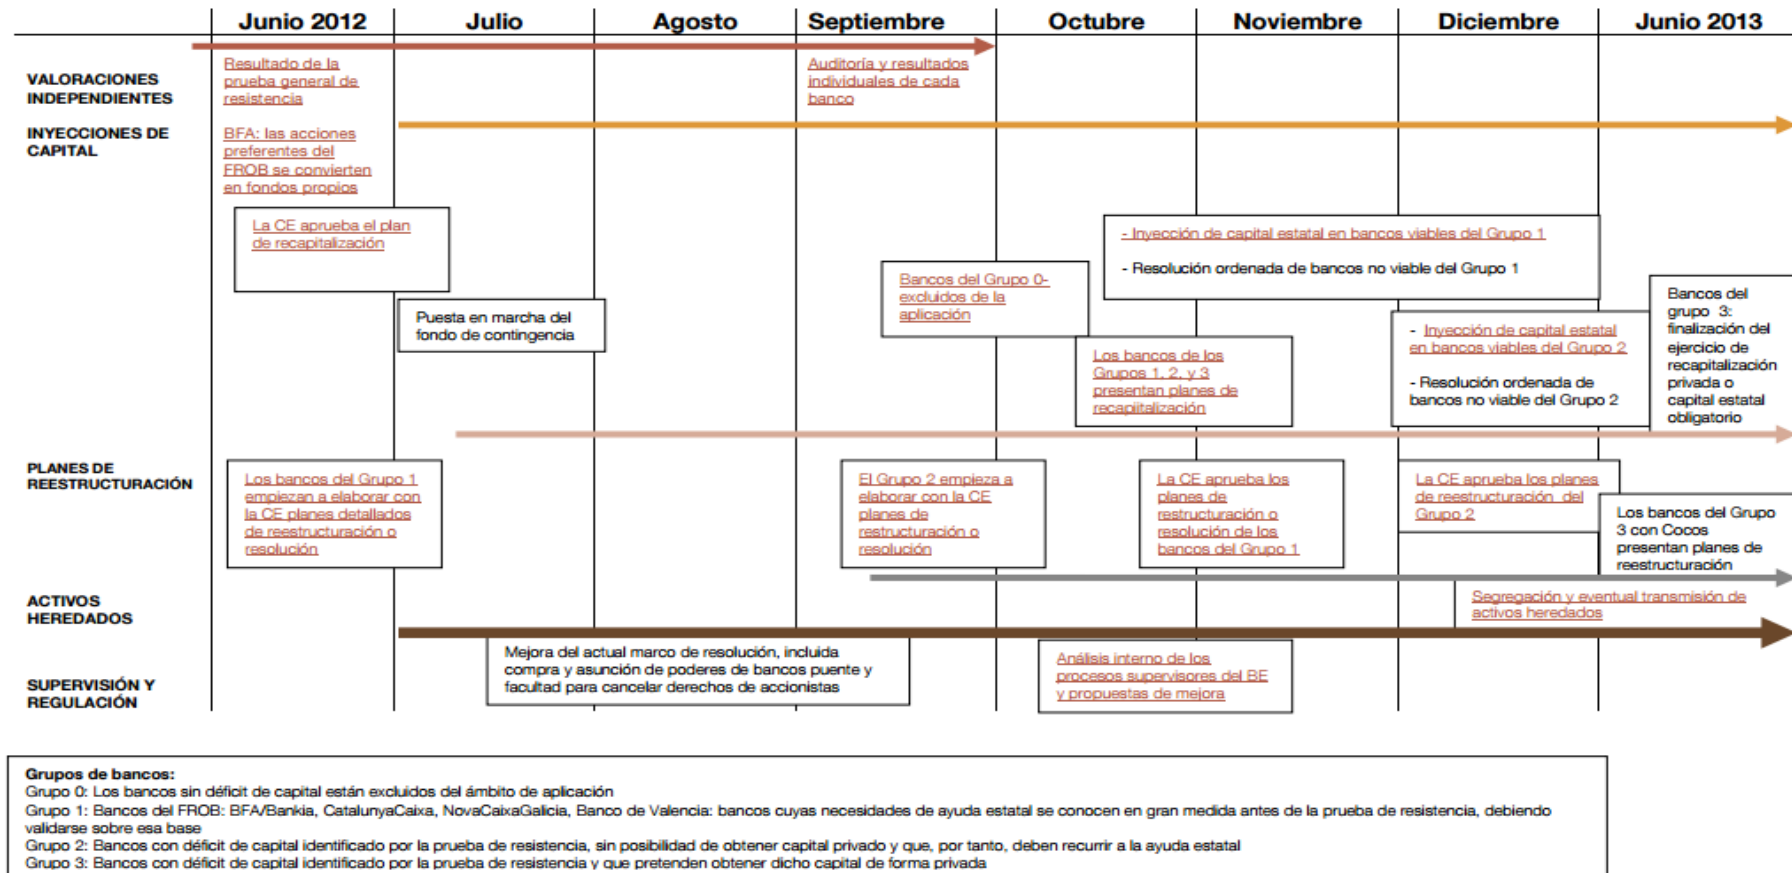 Junio 2012 Julio Agosto Septiembre Octubre Noviembre Diciembre Junio 2013
VALORACIONES
INDEPENDIENTES
Resultado de la
prueba general de
resistencia
Auditoría y resultados
individuales de cada
banco
INYECCIONES DE
CAPITAL
BFA: las acciones
preferentes del
FROB se convierten
en fondos propios
La CE aprueba el plan
de recapitalización
Puesta en marcha del
fondo de contingencia
Bancos del Grupo 0-
excluidos de la
aplicación
Los bancos de los
Grupos 1, 2, y 3
presentan planes de
recapiitalización
- Inyección de capital estatal en bancos viables del Grupo 1
- Resolución ordenada de bancos no viable del Grupo 1
- Inyección de capital estatal
en bancos viables del Grupo 2
- Resolución ordenada de
bancos no viable del Grupo 2
Bancos del
grupo 3:
finalización del
ejercicio de
recapitalización
privada o
capital estatal
obligatorio
PLANES DE
REESTRUCTURACIÓN
Los bancos del Grupo 1
empiezan a elaborar con
la CE planes detallados
de reestructuración o
resolución
El Grupo 2 empieza a
elaborar con la CE
planes de
restructuración o
resolución
La CE aprueba los
planes de
restructuración o
resolución de los
bancos del Grupo 1
La CE aprueba los planes
de reestructuración del
Grupo 2
Los bancos del Grupo
3 con Cocos
presentan planes de
reestructuración
ACTIVOS
HEREDADOS
Segregación y eventual transmisión de
activos heredados
SUPERVISIÓN Y
REGULACIÓN
Mejora del actual marco de resolución, incluida
compra y asunción de poderes de bancos puente y
facultad para cancelar derechos de accionistas
Análisis interno de los
procesos supervisores del BE
y propuestas de mejora
Grupos de bancos:
Grupo 0: Los bancos sin déficit de capital están excluidos del ámbito de aplicación
Grupo 1: Bancos del FROB: BFA/Bankia, CatalunyaCaixa, NovaCaixaGalicia, Banco de Valencia: bancos cuyas necesidades de ayuda estatal se conocen en gran medida antes de la prueba de resistencia, debiendo
validarse sobre esa base
Grupo 2: Bancos con déficit de capital identificado por la prueba de resistencia, sin posibilidad de obtener capital privado y que, por tanto, deben recurrir a la ayuda estatal
Grupo 3: Bancos con déficit de capital identificado por la prueba de resistencia y que pretenden obtener dicho capital de forma privada